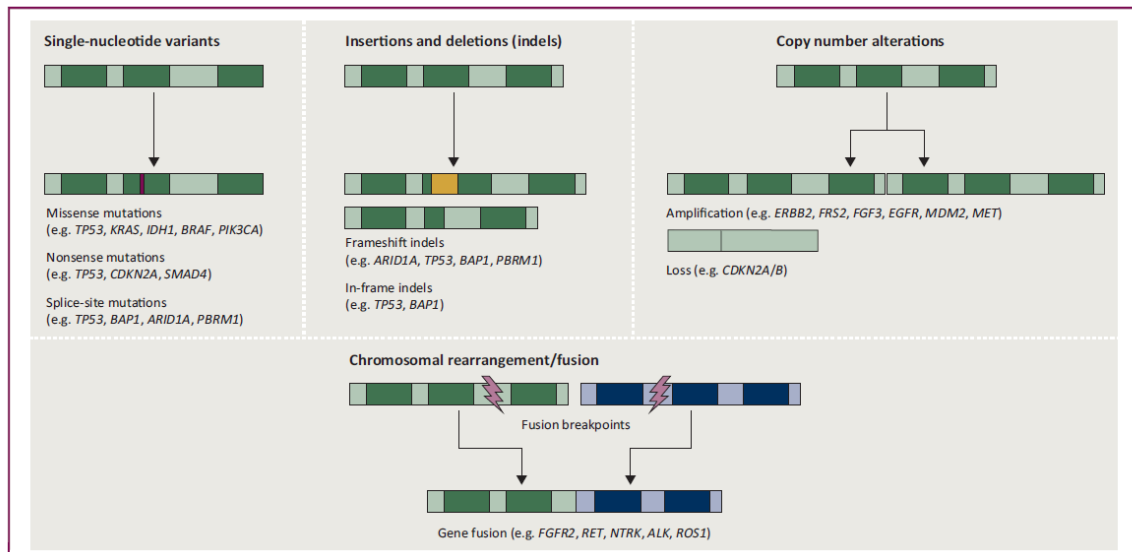 Single-nucleotide variants
Missense mutations
(e.g. TP53, KRAS, IDH1, BRAF, PIK3CA)
Nonsense mutations
(e.g. TP53, CDKN2A, SMAD4)
Splice-site mutations
(e.g. TP53, BAP1, ARID1A, PBRM1)
Insertions and deletions (indels)
Frameshift indels
(e.g. ARID1A, TP53, BAP1, PBRM1)
In-frame indels
(e.g. TP53, BAP1)
Copy number alterations
Amplification (e.g. ERBB2, FRS2, FGF3, EGFR, MDM2, MET)
Loss (e.g. CDKN2A/B)
Chromosomal rearrangement/fusion
Fusion breakpoints
Gene fusion (e.g. FGFR2, RET, NTRK, ALK, ROS1)